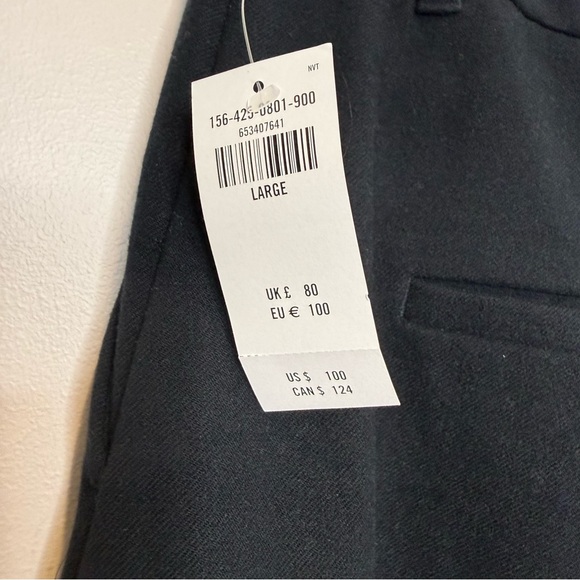 NVT
156-425-0801-900
653407641
LARGE
UK £ 80
EU € 100
US $ 100
CAN $ 124